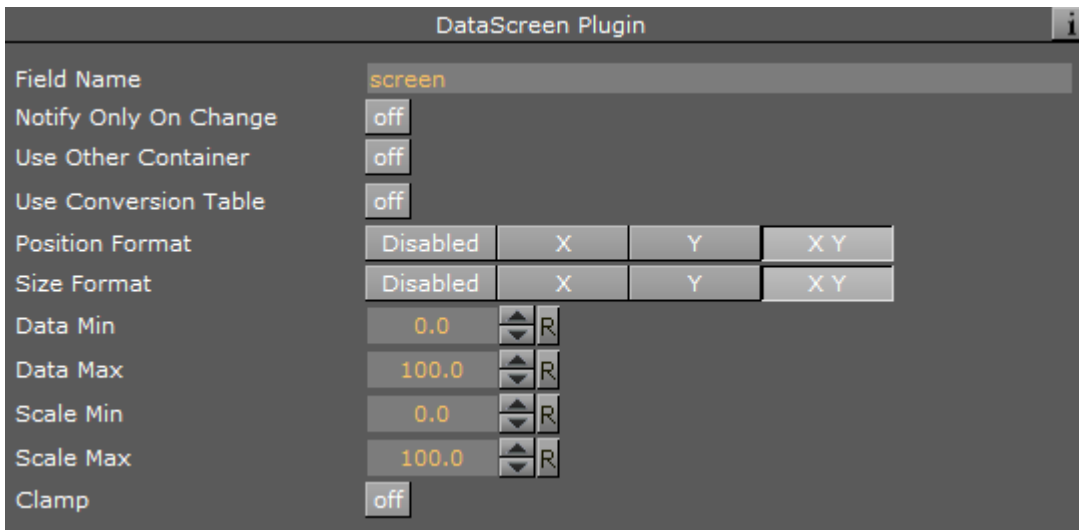 DataScreen Plugin i
Field Name screen
Notify Only On Change off
Use Other Container off
Use Conversion Table off
Position Format Disabled X Y X Y
Size Format Disabled X Y X Y
Data Min 0.0 R
Data Max 100.0 R
Scale Min 0.0 R
Scale Max 100.0 R
Clamp off